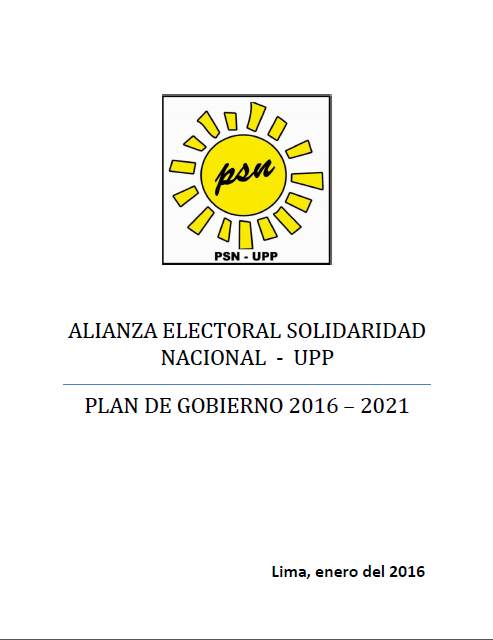 psn
PSN - UPP
ALIANZA ELECTORAL SOLIDARIDAD
NACIONAL - UPP
PLAN DE GOBIERNO 2016 – 2021
Lima, enero del 2016